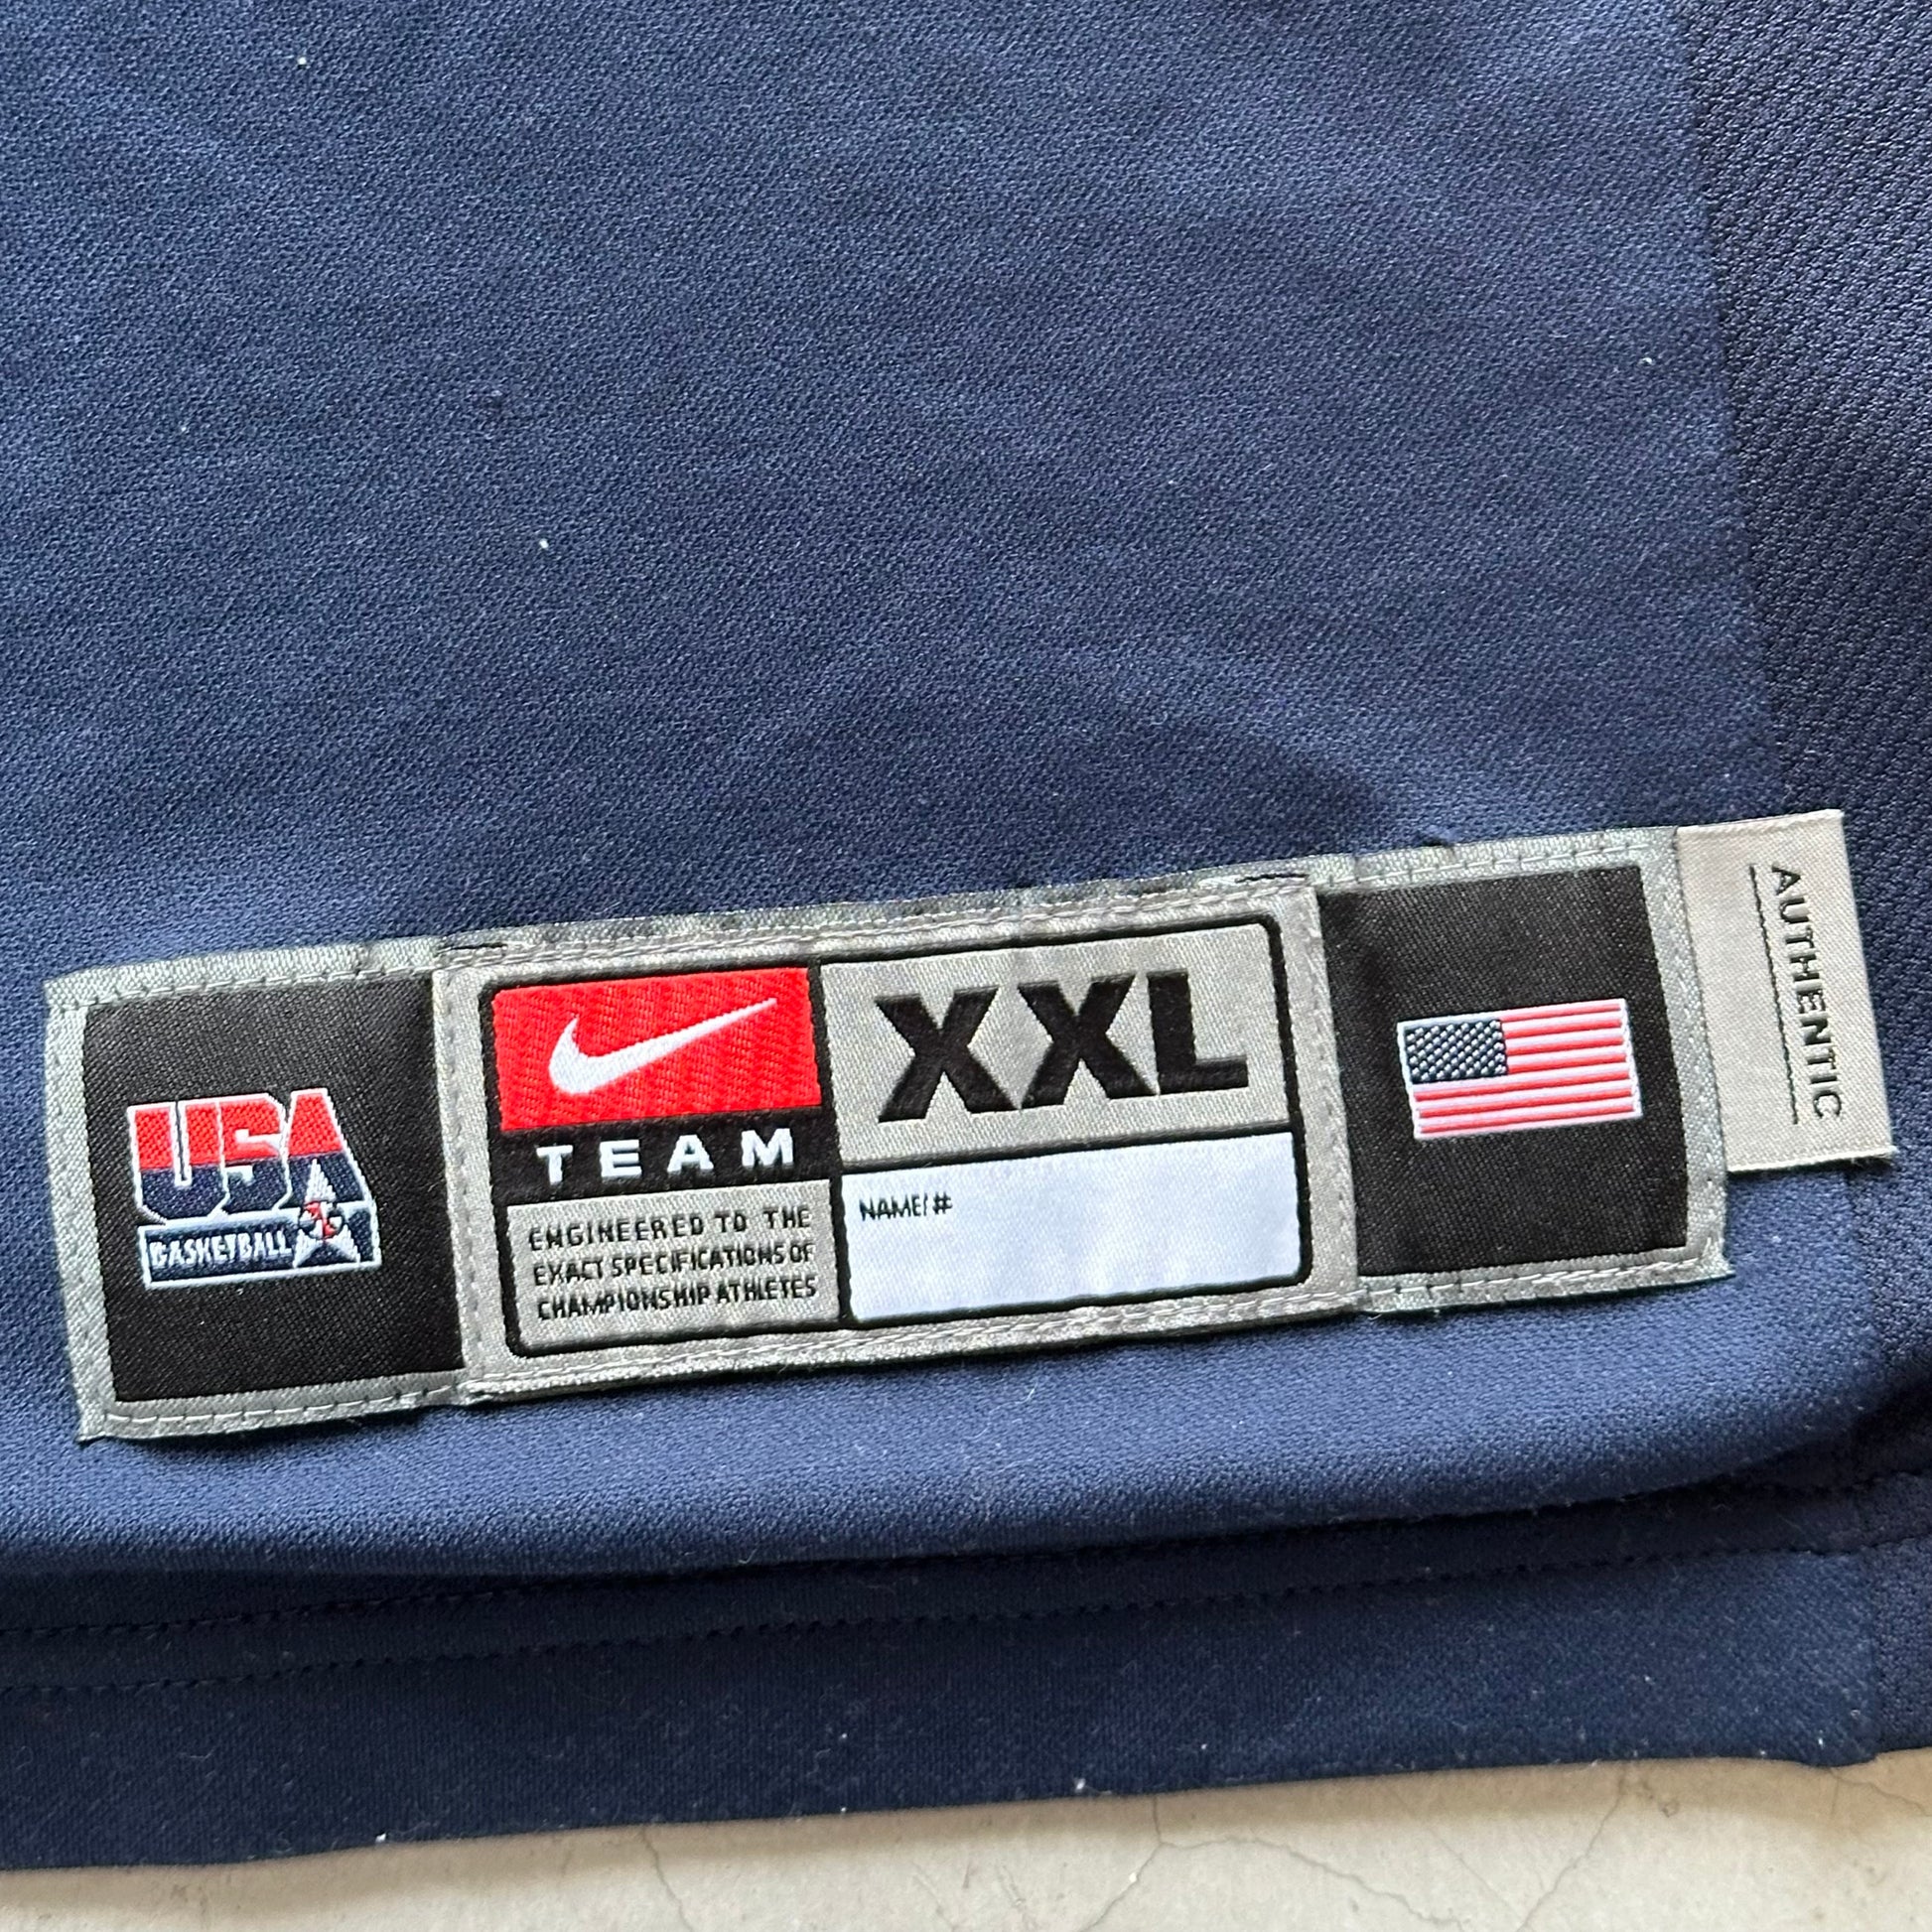 USA
BASKETBALL
TEAM
ENGINEERED TO THE
EXACT SPECIFICATIONS OF
CHAMPIONSHIP ATHLETES
XXL
NAME/#
AUTHENTIC